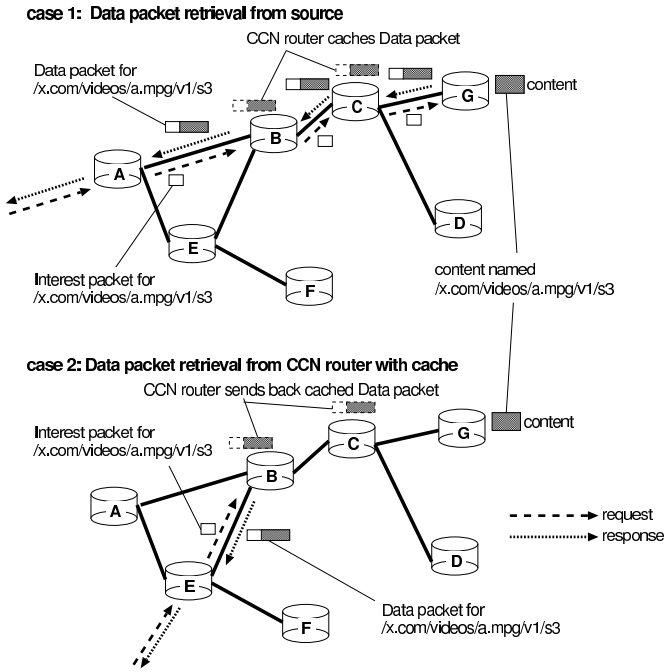 case 1: Data packet retrieval from source
CCN router caches Data packet
Data packet for
/x.com/videos/a.mpg/v1/s3
content
G
C
B
A
D
E
Interest packet for
/x.com/videos/a.mpg/v1/s3
F
content named
/x.com/videos/a.mpg/v1/s3
case 2: Data packet retrieval from CCN router with cache
CCN router sends back cached Data packet
Interest packet for
/x.com/videos/a.mpg/v1/s3
content
G
C
B
A
request
response
D
E
F
Data packet for
/x.com/videos/a.mpg/v1/s3